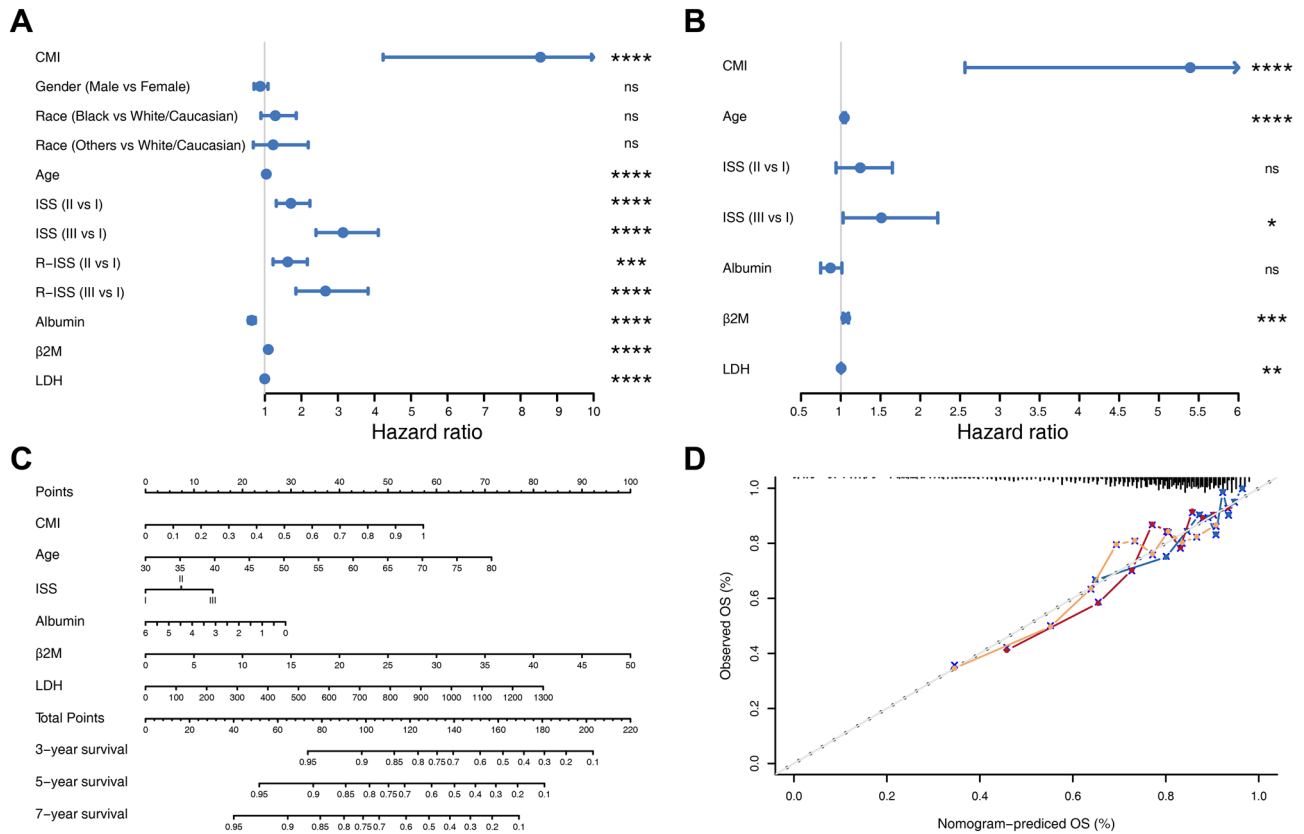 A
CMI ****
Gender (Male vs Female) ns
Race (Black vs White/Caucasian) ns
Race (Others vs White/Caucasian) ns
Age ****
ISS (II vs I) ****
ISS (III vs I) ****
R−ISS (II vs I) ***
R−ISS (III vs I) ****
Albumin ****
β2M ****
LDH ****
1 2 3 4 5 6 7 8 9 10
Hazard ratio
B
CMI ****
Age ****
ISS (II vs I) ns
ISS (III vs I) *
Albumin ns
β2M ***
LDH **
0.5 1 1.5 2 2.5 3 3.5 4 4.5 5 5.5 6
Hazard ratio
C
0 10 20 30 40 50 60 70 80 90 100
Points
CMI
0 0.1 0.2 0.3 0.4 0.5 0.6 0.7 0.8 0.9 1
Age
30 35 40 45 50 55 60 65 70 75 80
II
ISS
I III
Albumin
6 5 4 3 2 1 0
β2M
0 5 10 15 20 25 30 35 40 45 50
LDH
0 100 200 300 400 500 600 700 800 900 1000 1100 1200 1300
Total Points
0 20 40 60 80 100 120 140 160 180 200 220
3−year survival
0.95 0.9 0.85 0.8 0.75 0.7 0.6 0.5 0.4 0.3 0.2 0.1
5−year survival
0.95 0.9 0.85 0.8 0.75 0.7 0.6 0.5 0.4 0.3 0.2 0.1
7−year survival
0.95 0.9 0.85 0.8 0.75 0.7 0.6 0.5 0.4 0.3 0.2 0.1
D
Observed OS (%)
1.0
0.8
0.6
0.4
0.2
0.0
0.0 0.2 0.4 0.6 0.8 1.0
Nomogram−prediced OS (%)